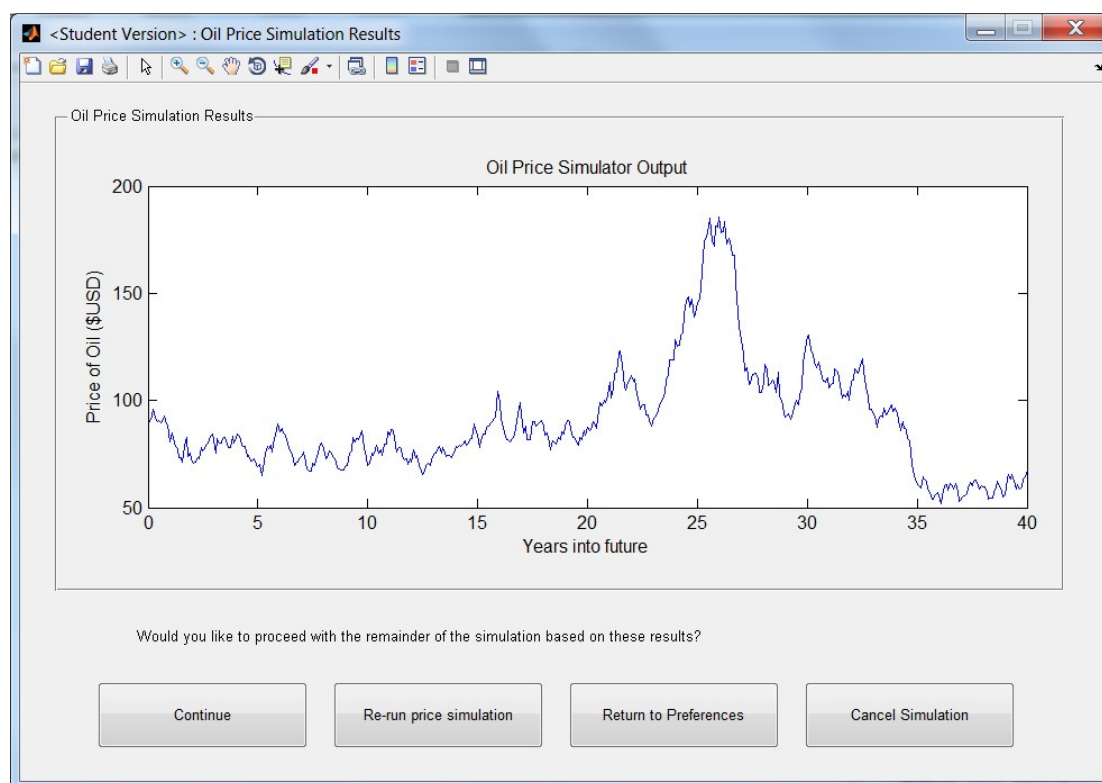 <Student Version> : Oil Price Simulation Results
Oil Price Simulation Results
Oil Price Simulator Output
200
150
100
50
Price of Oil ($USD)
0 5 10 15 20 25 30 35 40
Years into future
Would you like to proceed with the remainder of the simulation based on these results?
Continue
Re-run price simulation
Return to Preferences
Cancel Simulation